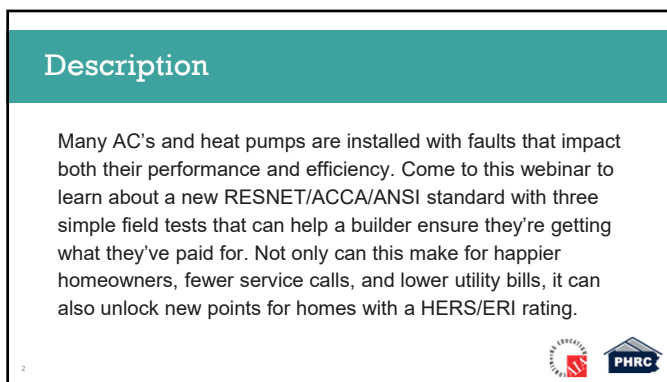 Description
Many AC's and heat pumps are installed with faults that impact
both their performance and efficiency. Come to this webinar to
learn about a new RESNET/ACCA/ANSI standard with three
simple field tests that can help a builder ensure they're getting
what they've paid for. Not only can this make for happier
homeowners, fewer service calls, and lower utility bills, it can
also unlock new points for homes with a HERS/ERI rating.
2
CONTINUING EDUCATION
AIA
PHRC